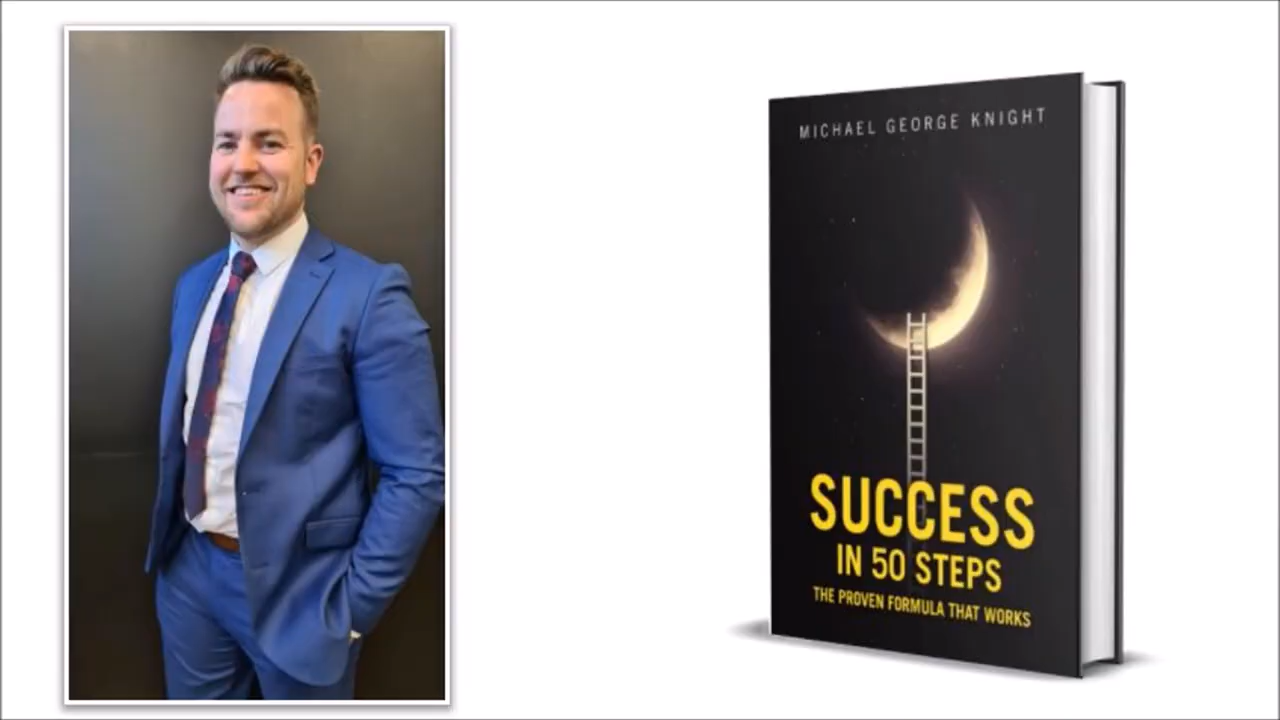 MICHAEL GEORGE KNIGHT
SUCCESS
IN 50 STEPS
THE PROVEN FORMULA THAT WORKS